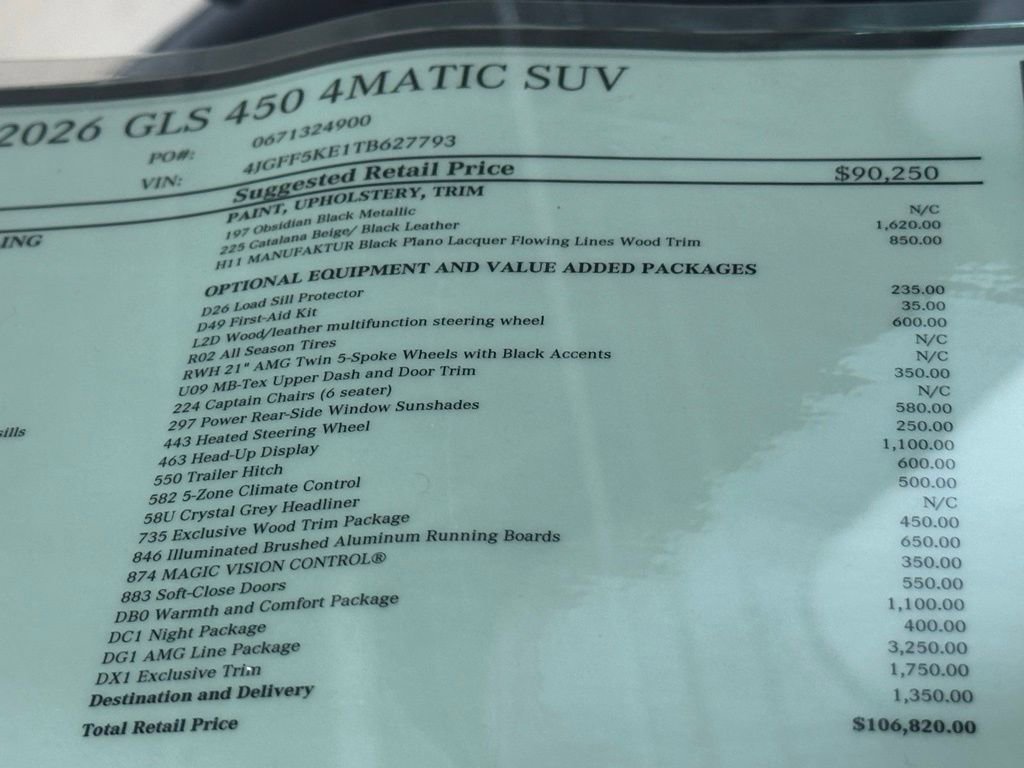 2026 GLS 450 4MATIC SUV
PO#: 0671324900
VIN: 4JGFF5KE1TB627793
Suggested Retail Price $90,250
ING
PAINT, UPHOLSTERY, TRIM
197 Obsidian Black Metallic N/C
225 Catalana Beige/ Black Leather 1,620.00
H11 MANUFAKTUR Black Piano Lacquer Flowing Lines Wood Trim 850.00
OPTIONAL EQUIPMENT AND VALUE ADDED PACKAGES
D26 Load Sill Protector 235.00
D49 First-Aid Kit 35.00
L2D Wood/leather multifunction steering wheel 600.00
R02 All Season Tires N/C
RWH 21" AMG Twin 5-Spoke Wheels with Black Accents N/C
U09 MB-Tex Upper Dash and Door Trim 350.00
224 Captain Chairs (6 seater) N/C
297 Power Rear-Side Window Sunshades 580.00
sills
443 Heated Steering Wheel 250.00
463 Head-Up Display 1,100.00
550 Trailer Hitch 600.00
582 5-Zone Climate Control 500.00
58U Crystal Grey Headliner N/C
735 Exclusive Wood Trim Package 450.00
846 Illuminated Brushed Aluminum Running Boards 650.00
874 MAGIC VISION CONTROL® 350.00
883 Soft-Close Doors 550.00
DB0 Warmth and Comfort Package 1,100.00
DC1 Night Package 400.00
DG1 AMG Line Package 3,250.00
DX1 Exclusive Trim 1,750.00
Destination and Delivery 1,350.00
Total Retail Price $106,820.00